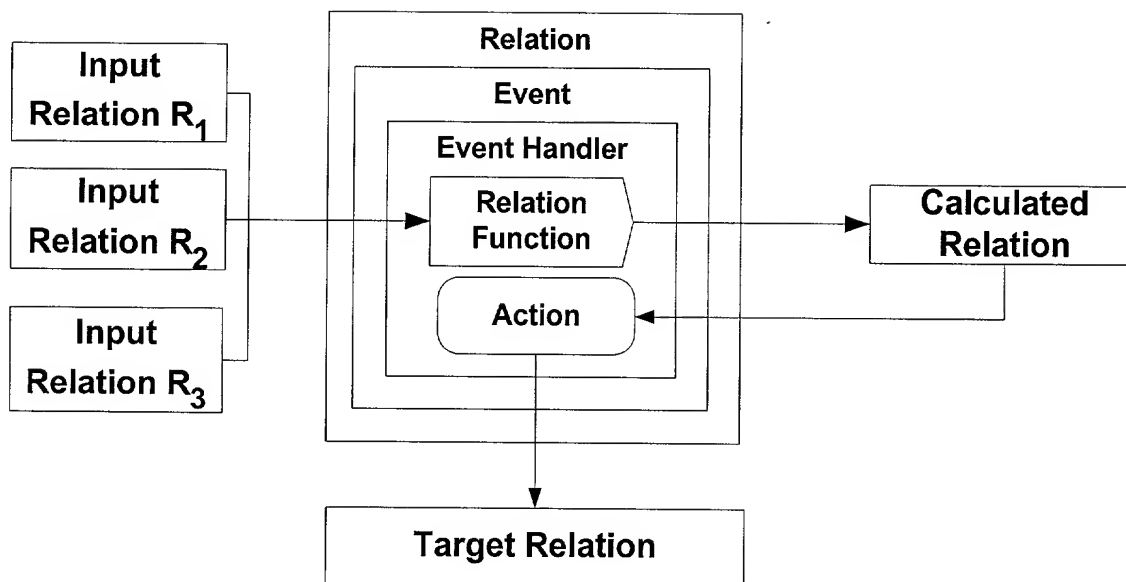 Input
Relation R1
Input
Relation R2
Input
Relation R3
Relation
Event
Event Handler
Relation
Function
Action
Calculated
Relation
Target Relation